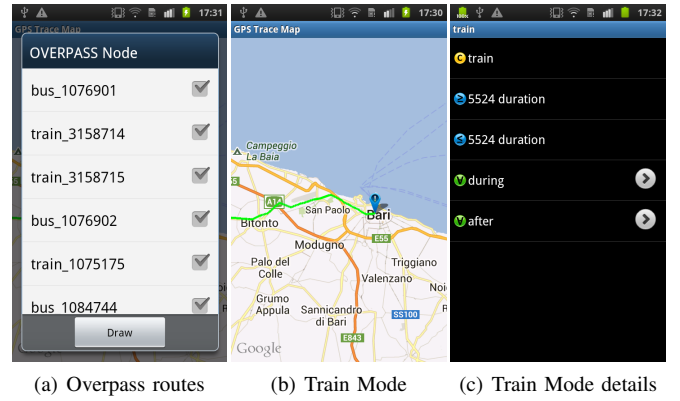 17:31
GPS Trace Map
OVERPASS Node
bus_1076901
train_3158714
train_3158715
bus_1076902
train_1075175
bus_1084744
Draw
(a) Overpass routes
17:30
GPS Trace Map
Campeggio
La Baia
A14
San Paolo
Bari
Bitonto
E55
Modugno
Palo del
Colle
Triggiano
Valenzano
Noi
Grumo
Appula
Sannicandro
di Bari
SS100
E843
Google
(b) Train Mode
100%
17:32
train
C train
≥ 5524 duration
≤ 5524 duration
∀ during
∀ after
(c) Train Mode details